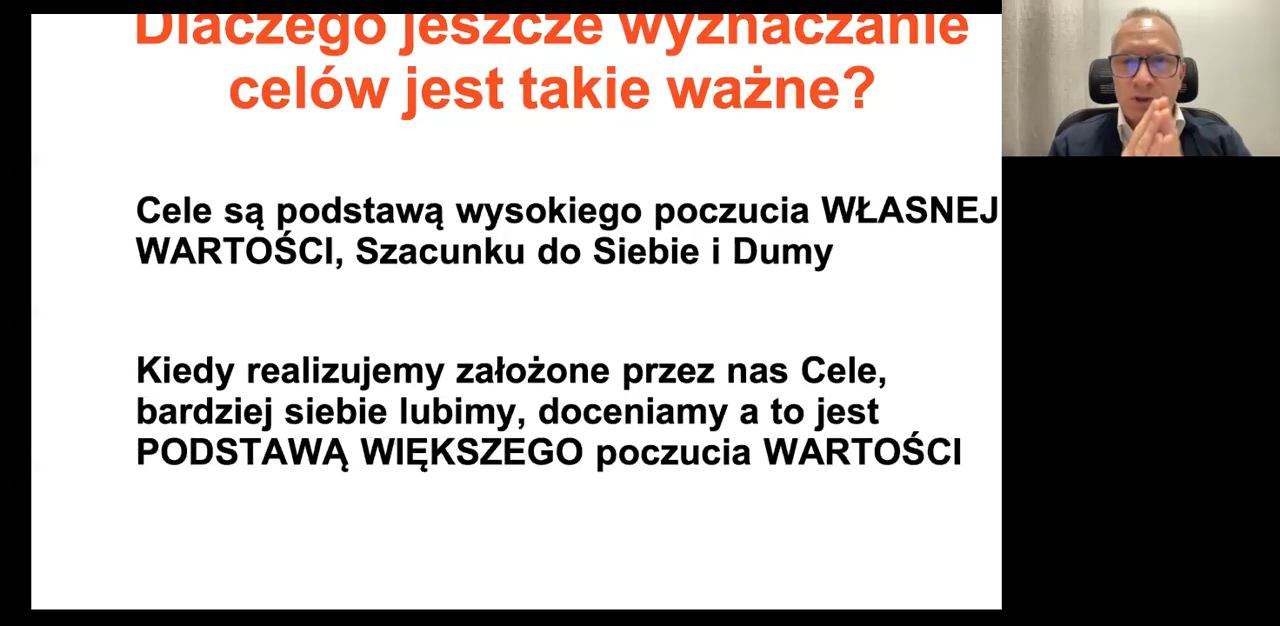 Dlaczego jeszcze wyznaczanie
celów jest takie ważne?
Cele są podstawą wysokiego poczucia WŁASNEJ
WARTOŚCI, Szacunku do Siebie i Dumy
Kiedy realizujemy założone przez nas Cele,
bardziej siebie lubimy, doceniamy a to jest
PODSTAWĄ WIĘKSZEGO poczucia WARTOŚCI